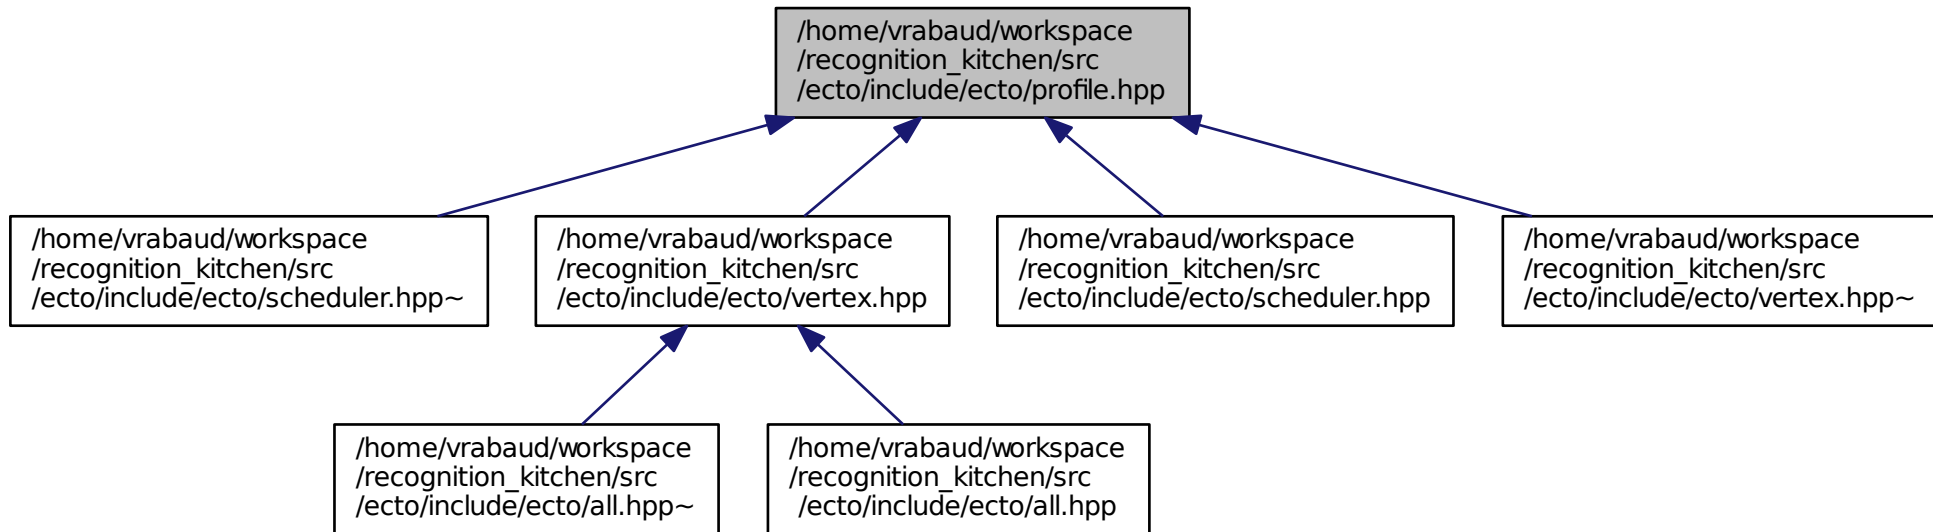 /home/vrabaud/workspace
/recognition_kitchen/src
/ecto/include/ecto/profile.hpp
/home/vrabaud/workspace
/recognition_kitchen/src
/ecto/include/ecto/scheduler.hpp~
/home/vrabaud/workspace
/recognition_kitchen/src
/ecto/include/ecto/vertex.hpp
/home/vrabaud/workspace
/recognition_kitchen/src
/ecto/include/ecto/scheduler.hpp
/home/vrabaud/workspace
/recognition_kitchen/src
/ecto/include/ecto/vertex.hpp~
/home/vrabaud/workspace
/recognition_kitchen/src
/ecto/include/ecto/all.hpp~
/home/vrabaud/workspace
/recognition_kitchen/src
/ecto/include/ecto/all.hpp